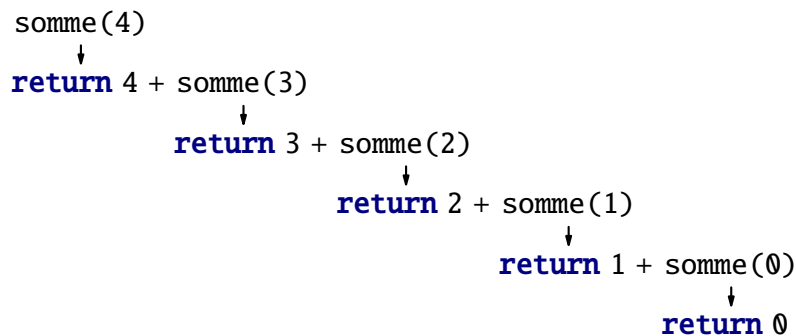 somme(4)
return 4 + somme(3)
return 3 + somme(2)
return 2 + somme(1)
return 1 + somme(0)
return 0